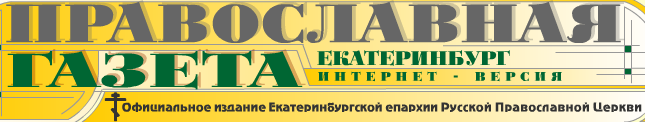 ПРАВОСЛАВНАЯ
ГАЗЕТА
ЕКАТЕРИНБУРГ
ИНТЕРНЕТ - ВЕРСИЯ
Официальное издание Екатеринбургской епархии Русской Православной Церкви